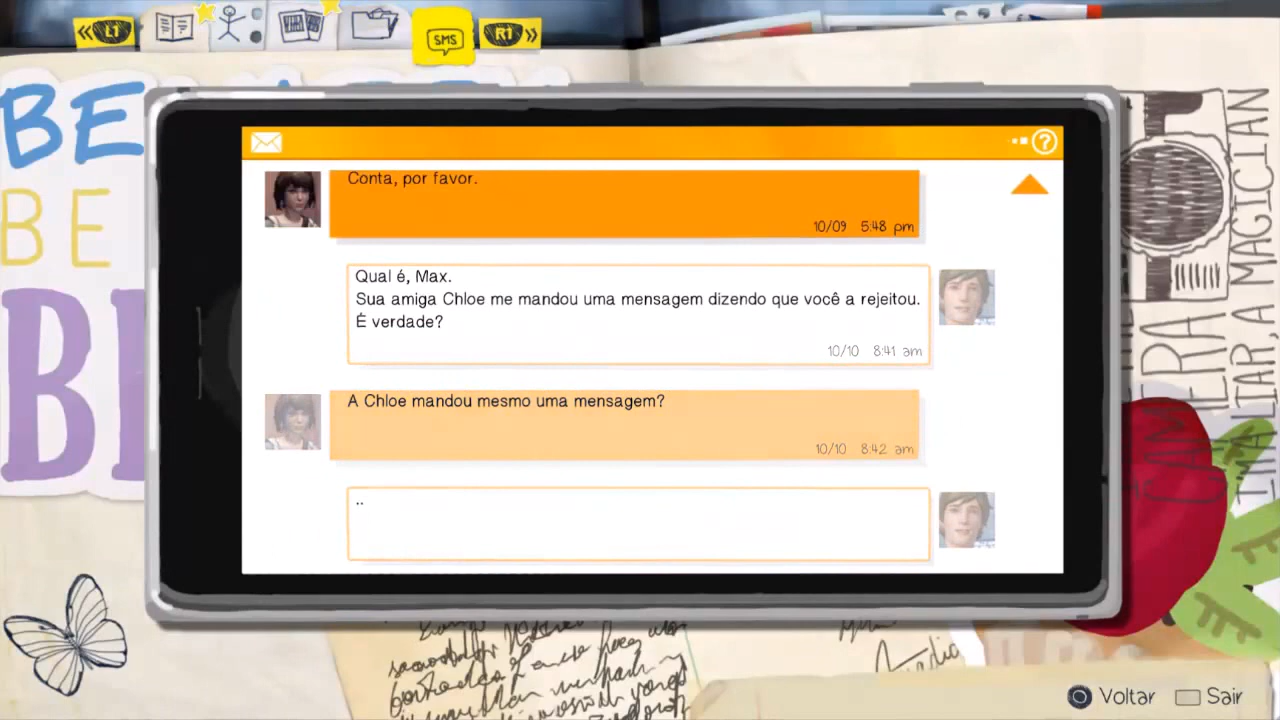 L1
SMS
R1
BE
BE
Conta, por favor.
10/09 5:48 pm
Qual é, Max.
Sua amiga Chloe me mandou uma mensagem dizendo que você a rejeitou.
É verdade?
10/10 8:41 am
A Chloe mandou mesmo uma mensagem?
10/10 8:42 am
..
A MAGICIAN
Voltar
Sair